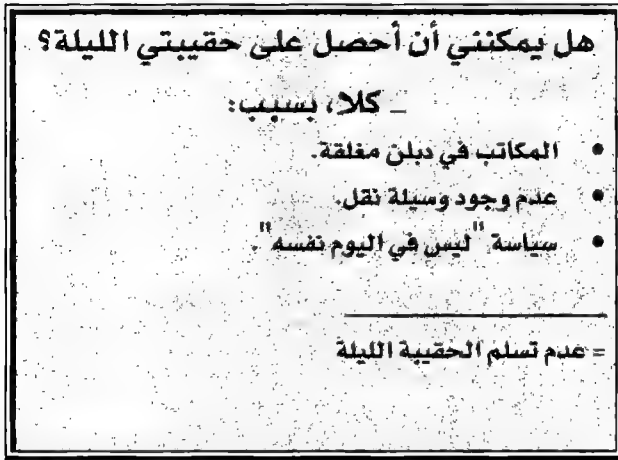 هل يمكنني أن أحصل على حقيبتي الليلة؟
_ كلا، بسبب:
• المكاتب في دبلن مغلقة.
• عدم وجود وسيلة نقل.
• سياسة "ليس في اليوم نفسه".
= عدم تسلم الحقيبة الليلة